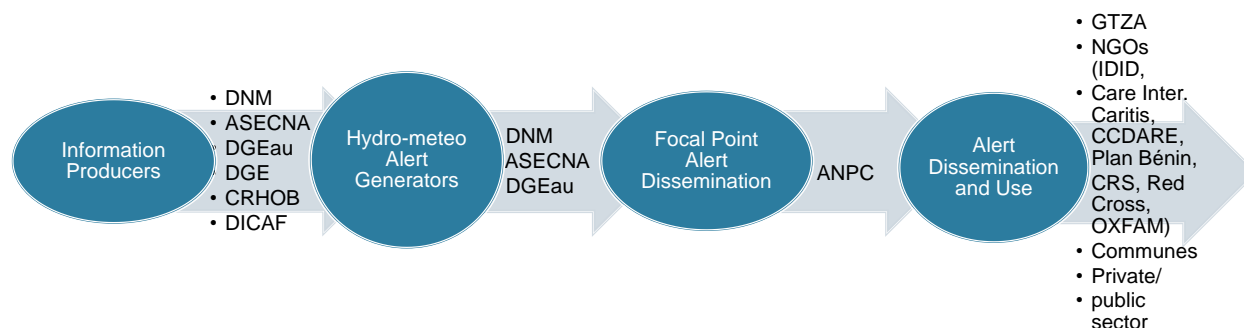 Information
Producers
• DNM
• ASECNA
• DGEau
• DGE
• CRHOB
• DICAF
Hydro-meteo
Alert
Generators
DNM
ASECNA
DGEau
Focal Point
Alert
Dissemination
ANPC
Alert
Dissemination
and Use
• GTZA
• NGOs
(IDID,
• Care Inter.
Caritis,
CCDARE,
Plan Bénin,
CRS, Red
Cross,
OXFAM)
• Communes
• Private/
• public
sector